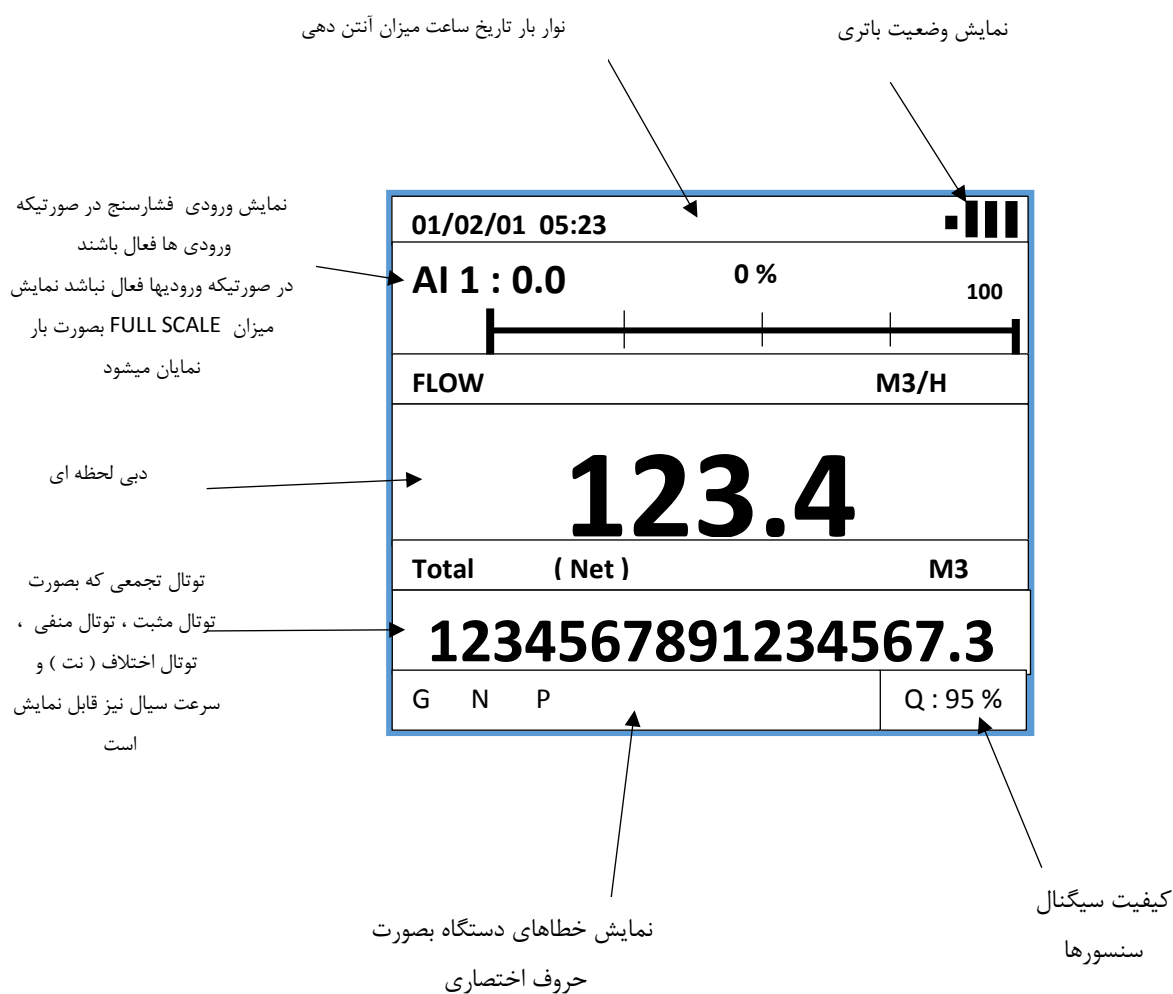 نوار بار تاریخ ساعت میزان آنتن دهی
نمایش وضعیت باتری
نمایش ورودی فشارسنج در صورتیکه
ورودی ها فعال باشند
در صورتیکه ورودیها فعال نباشد نمایش
میزان FULL SCALE بصورت بار
نمایان میشود
01/02/01 05:23
AI 1 : 0.0
0 %
100
FLOW
M3/H
دبی لحظه ای
123.4
Total ( Net ) M3
توتال تجمعی که بصورت
توتال مثبت ، توتال منفی ،
توتال اختلاف ( نت ) و
سرعت سیال نیز قابل نمایش
است
1234567891234567.3
G N P
Q : 95 %
نمایش خطاهای دستگاه بصورت
حروف اختصاری
کیفیت سیگنال
سنسورها